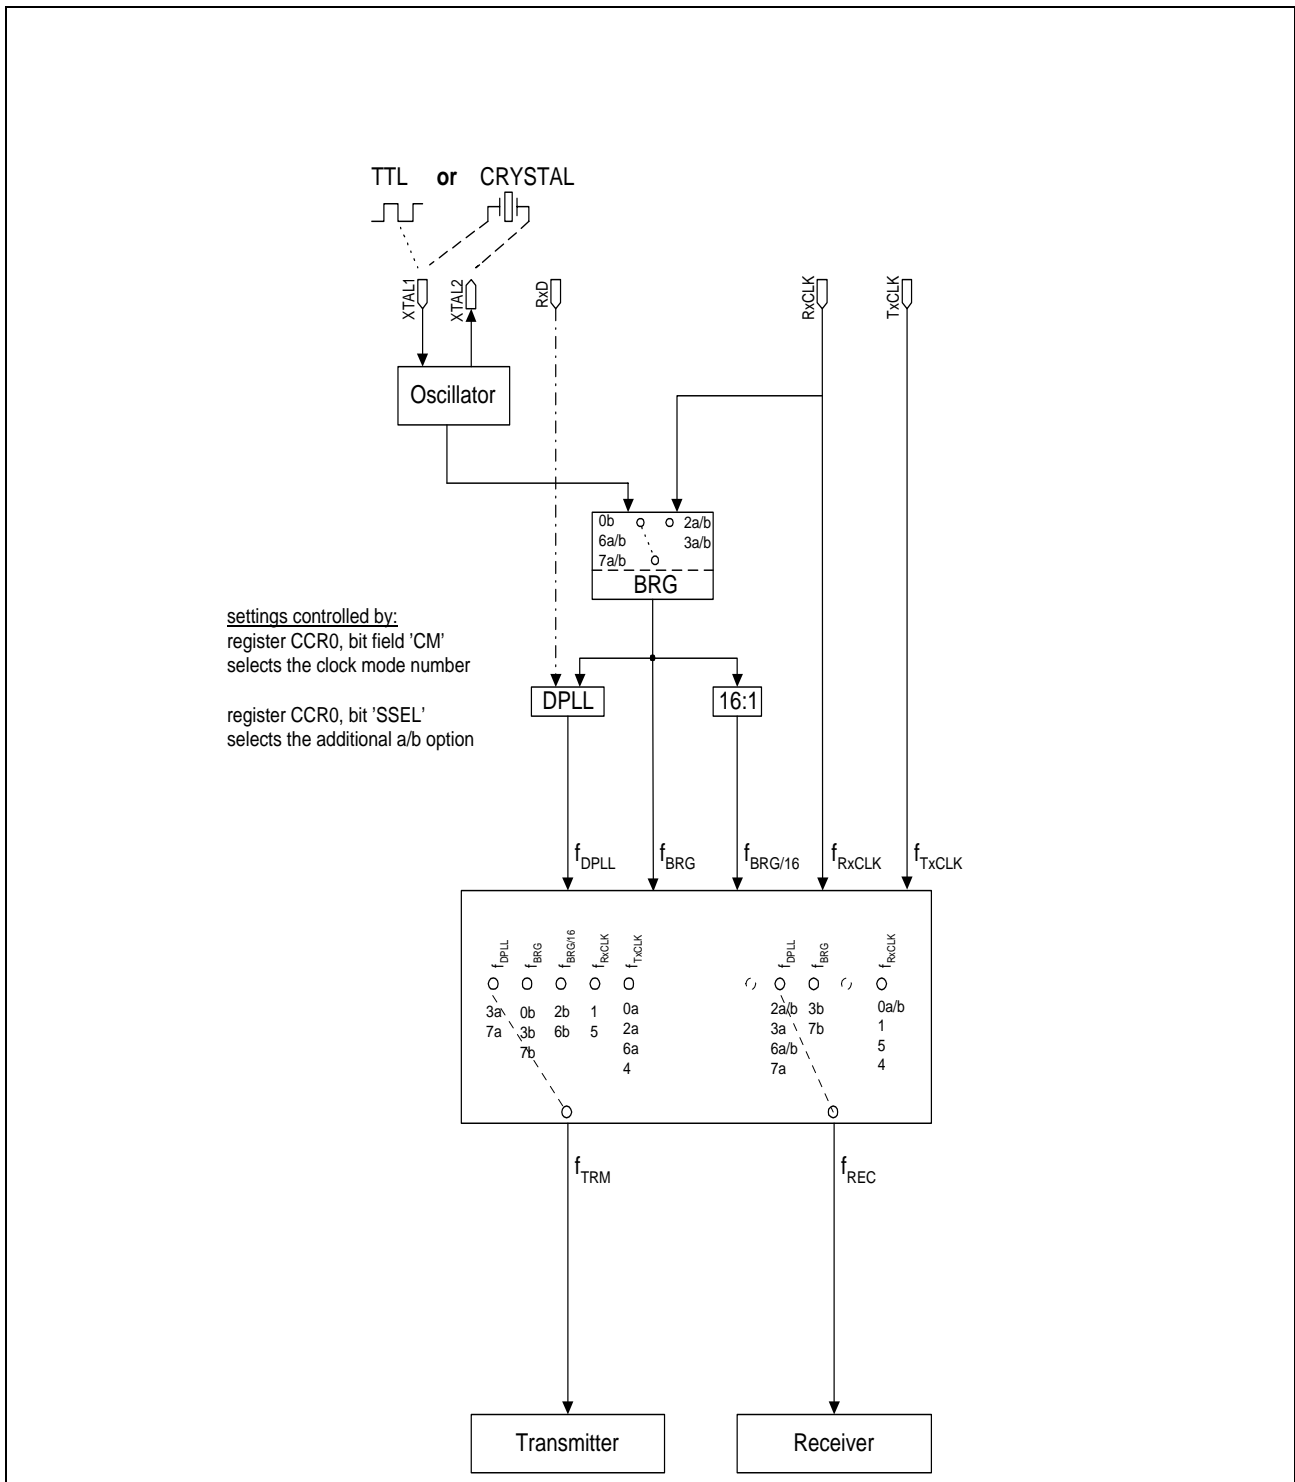 TTL or CRYSTAL
XTAL1
XTAL2
RxD
RxCLK
TxCLK
Oscillator
0b 2a/b
6a/b 3a/b
7a/b
BRG
settings controlled by:
register CCR0, bit field 'CM'
selects the clock mode number
register CCR0, bit 'SSEL'
selects the additional a/b option
DPLL
16:1
fDPLL fBRG fBRG/16 fRxCLK fTxCLK
fDPLL fBRG fBRG/16 fRxCLK fTxCLK
3a 0b 2b 1 0a
7a 3b 6b 5 2a
7b 6a
4
fDPLL fBRG fRxCLK
2a/b 3b 0a/b
3a 7b 1
6a/b 5
7a 4
fTRM
fREC
Transmitter
Receiver